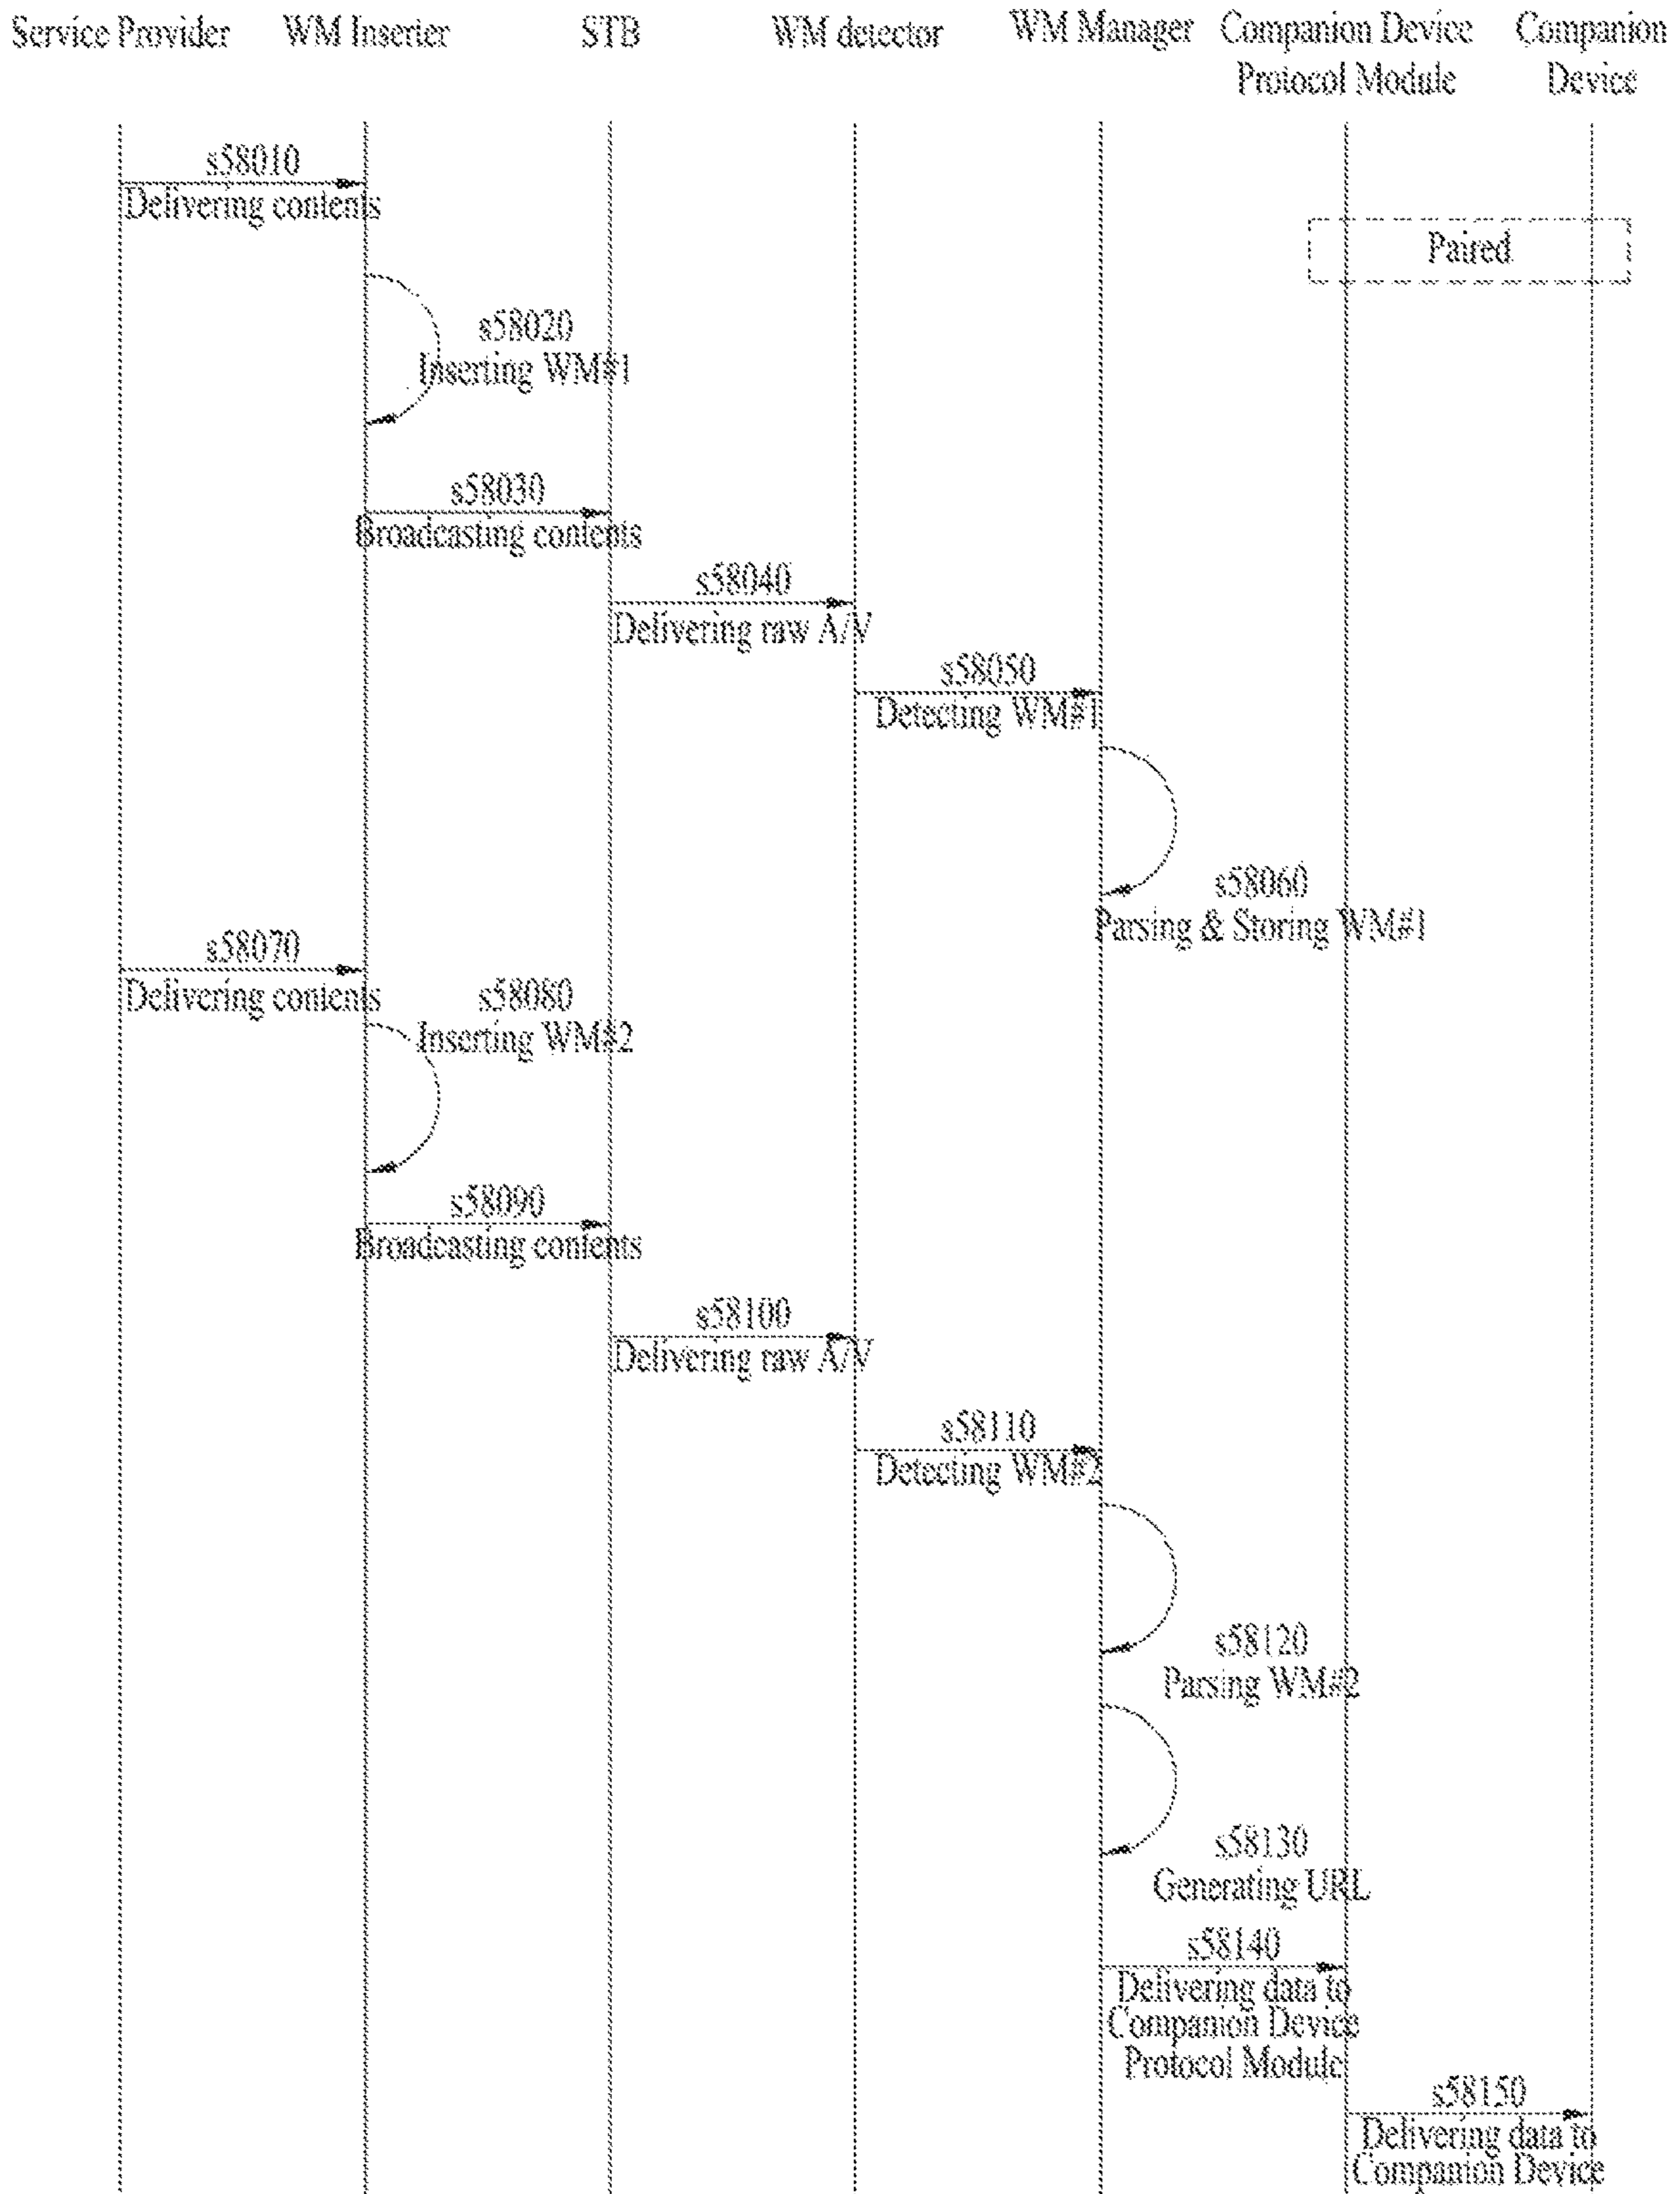 Service Provider
WM Inserter
STB
WM detector
WM Manager
Companion Device
Protocol Module
Companion
Device
s58010
Delivering contents
Paired
s58020
Inserting WM#1
s58030
Broadcasting contents
s58040
Delivering raw A/V
s58050
Detecting WM#1
s58060
Parsing & Storing WM#1
s58070
Delivering contents
s58080
Inserting WM#2
s58090
Broadcasting contents
s58100
Delivering raw A/V
s58110
Detecting WM#2
s58120
Parsing WM#2
s58130
Generating URL
s58140
Delivering data to
Companion Device
Protocol Module
s58150
Delivering data to
Companion Device